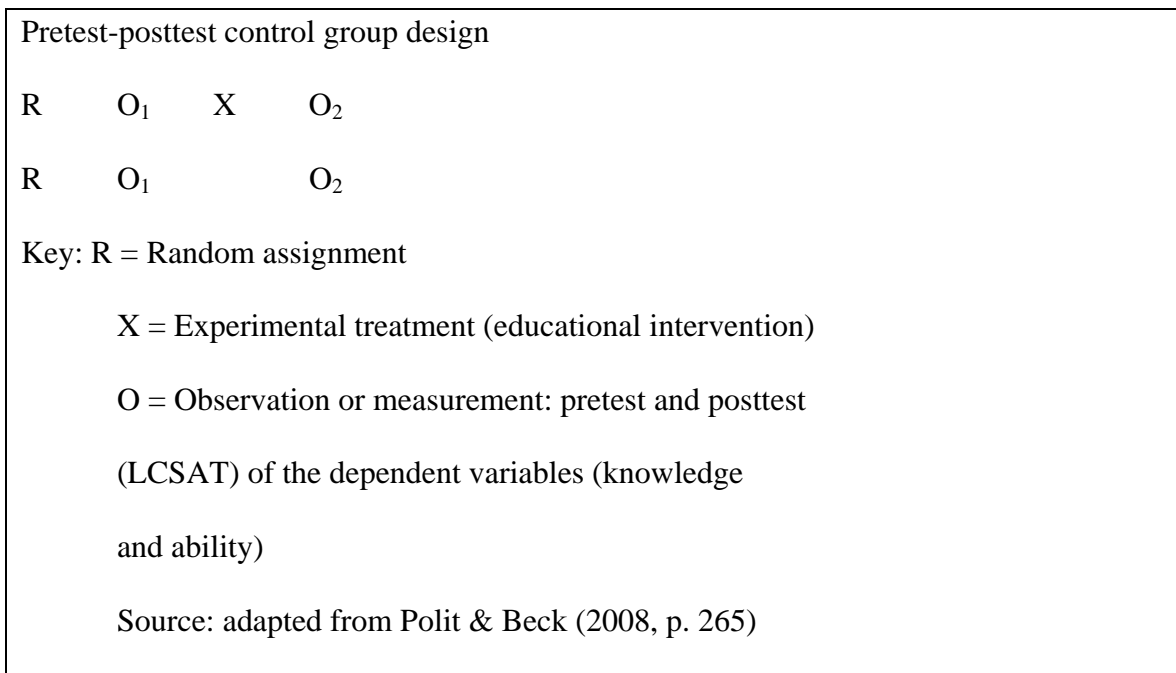 Pretest-posttest control group design
R O₁ X O₂
R O₁ O₂
Key: R = Random assignment
X = Experimental treatment (educational intervention)
O = Observation or measurement: pretest and posttest
(LCSAT) of the dependent variables (knowledge
and ability)
Source: adapted from Polit & Beck (2008, p. 265)